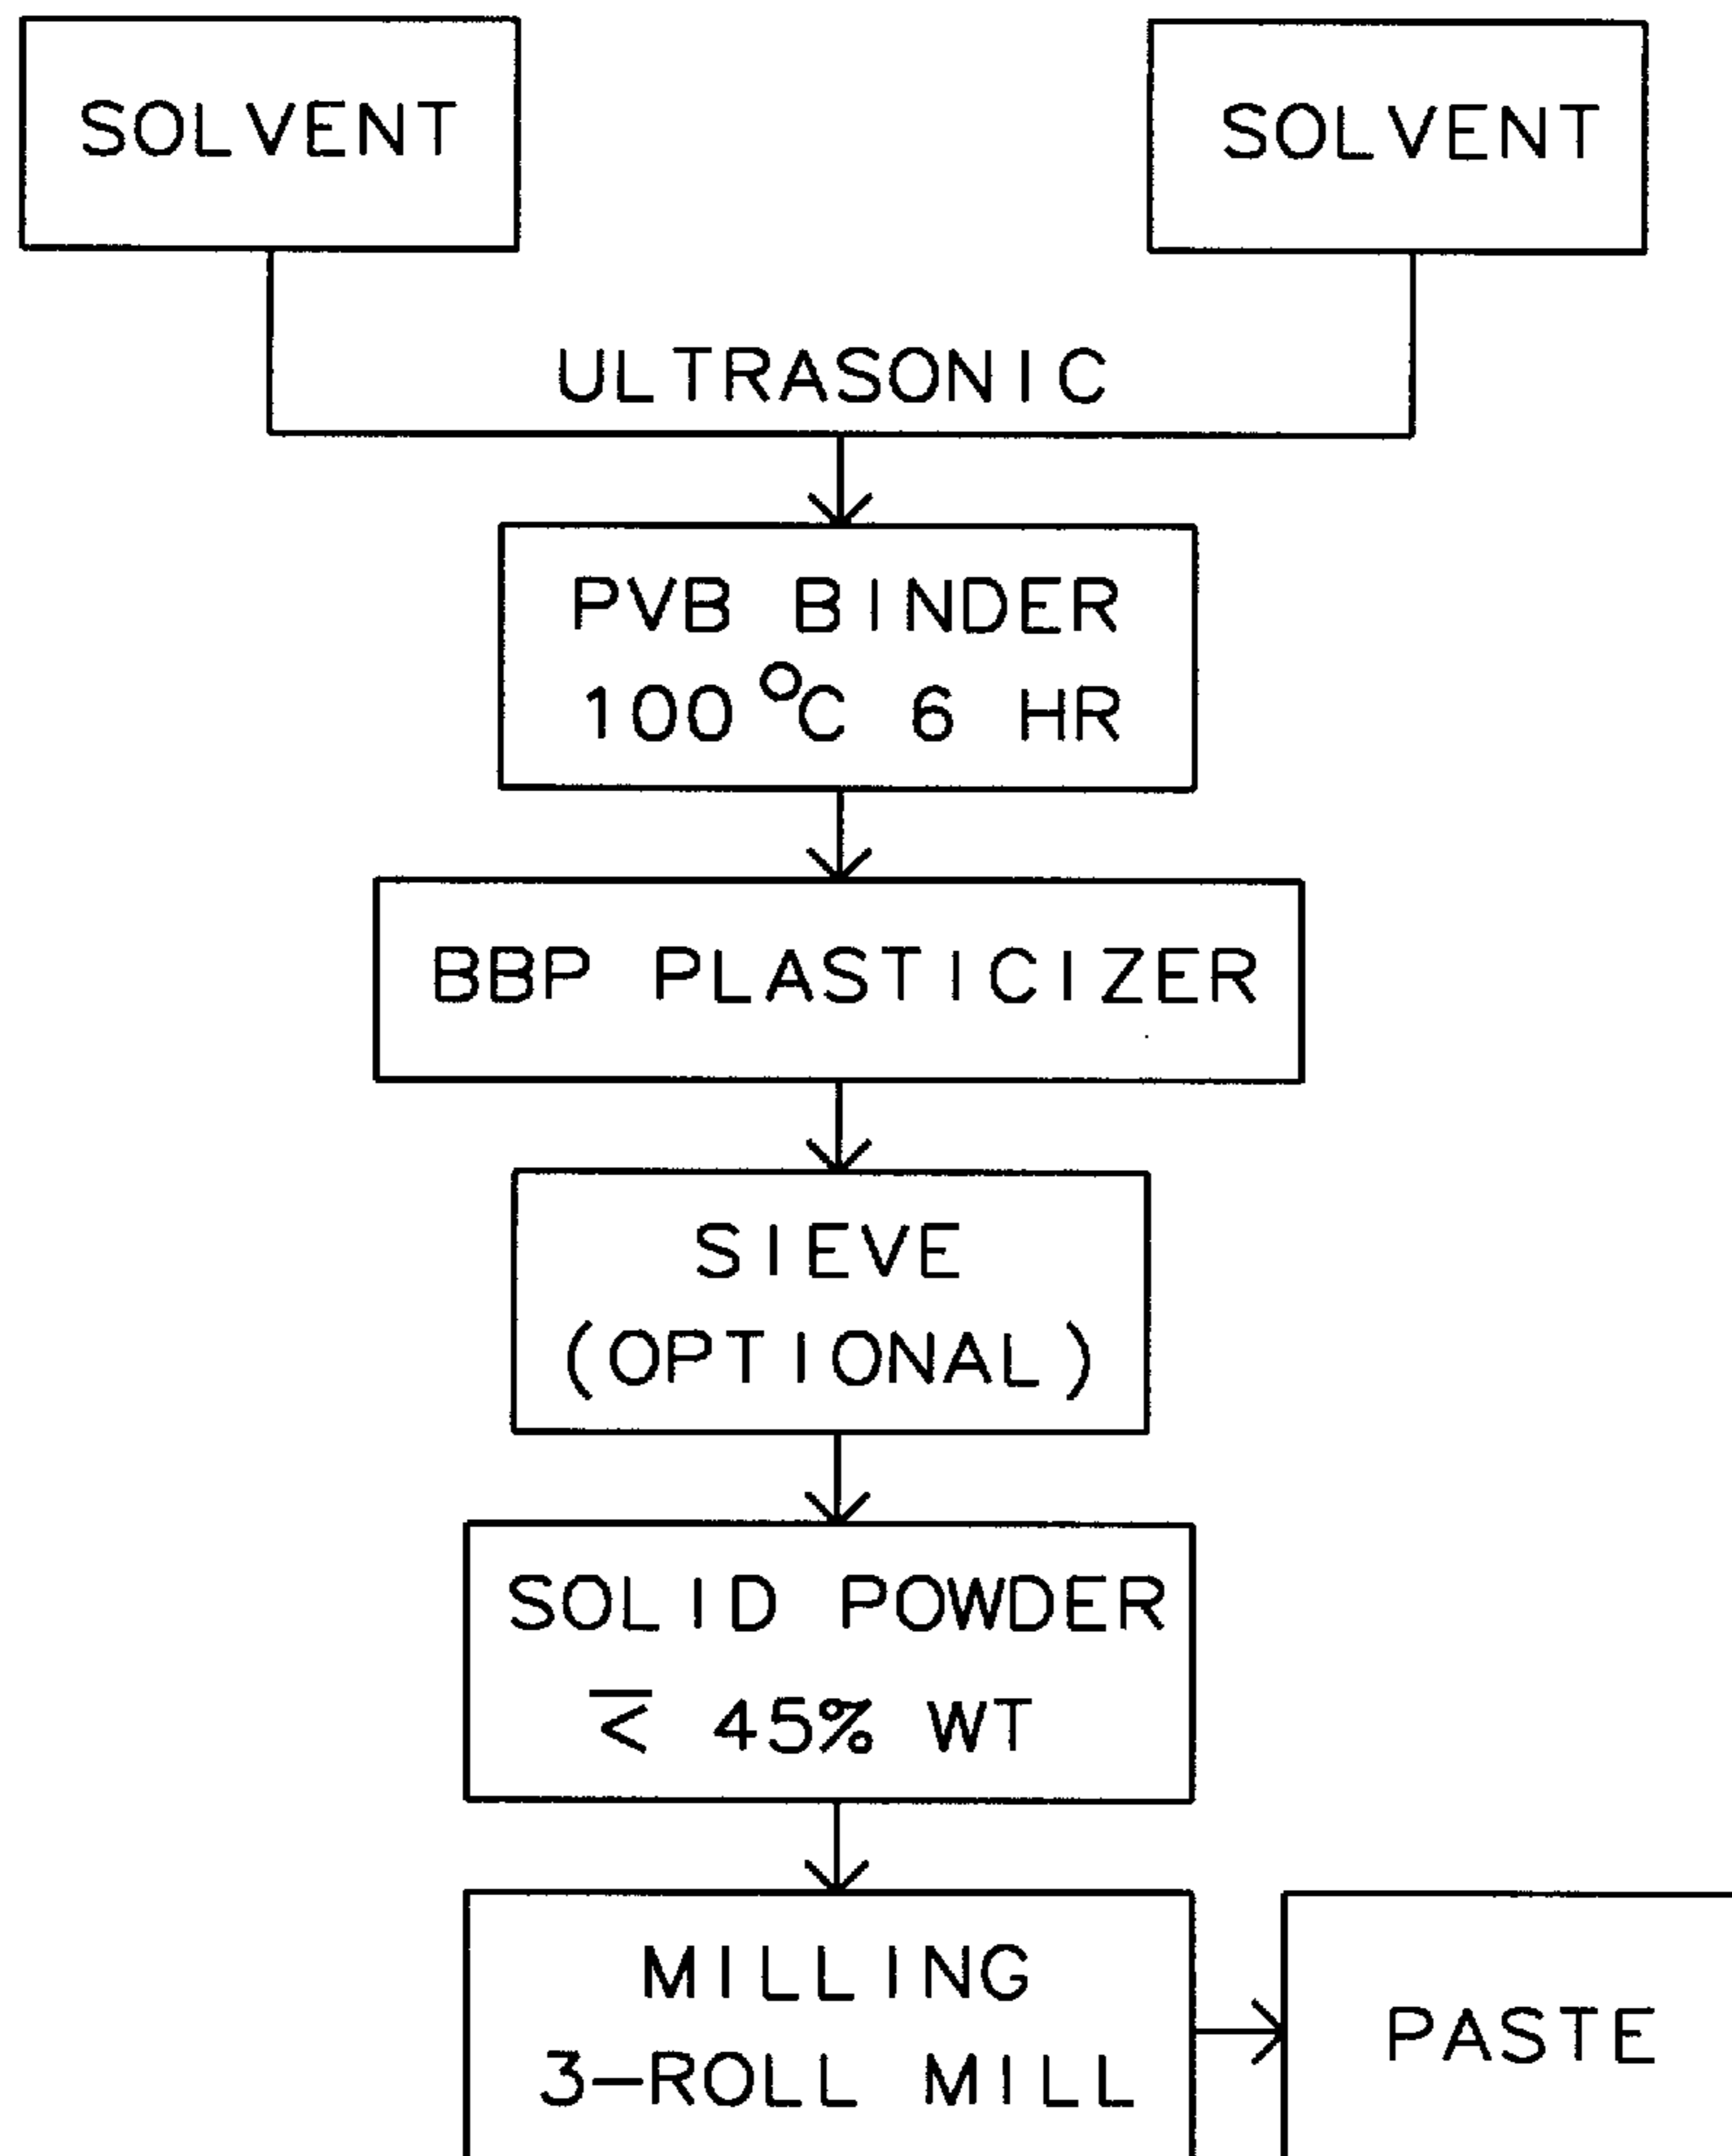 SOLVENT
SOLVENT
ULTRASONIC
PVB BINDER
100°C 6 HR
BBP PLASTICIZER
SIEVE
(OPTIONAL)
SOLID POWDER
≤ 45% WT
MILLING
3-ROLL MILL
PASTE